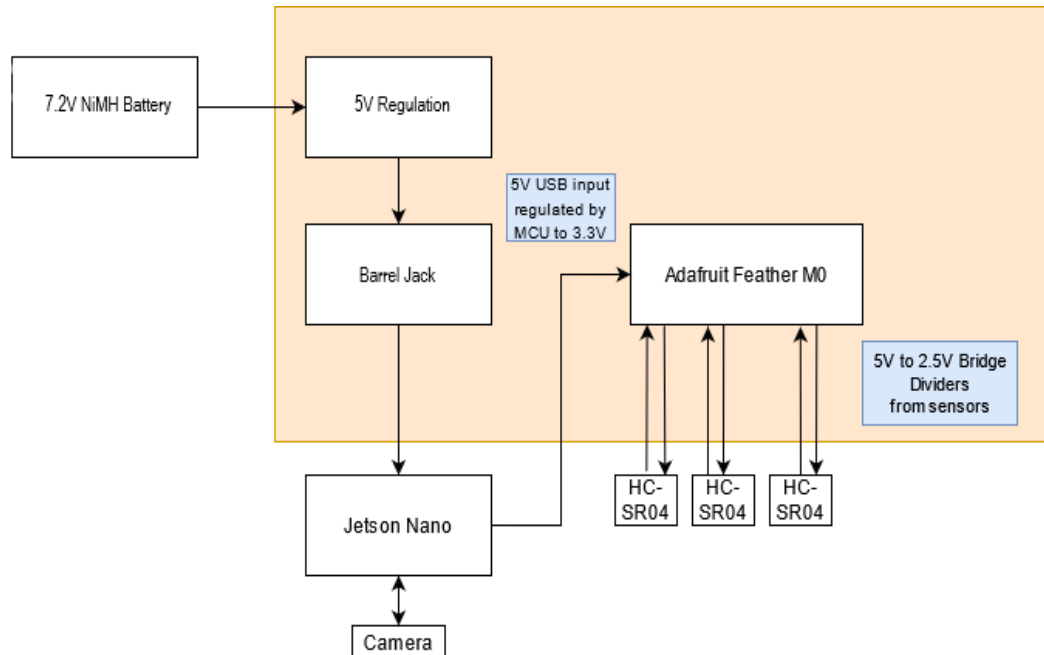 7.2V NiMH Battery
5V Regulation
5V USB input
regulated by
MCU to 3.3V
Barrel Jack
Adafruit Feather M0
5V to 2.5V Bridge
Dividers
from sensors
HC-
SR04
HC-
SR04
HC-
SR04
Jetson Nano
Camera